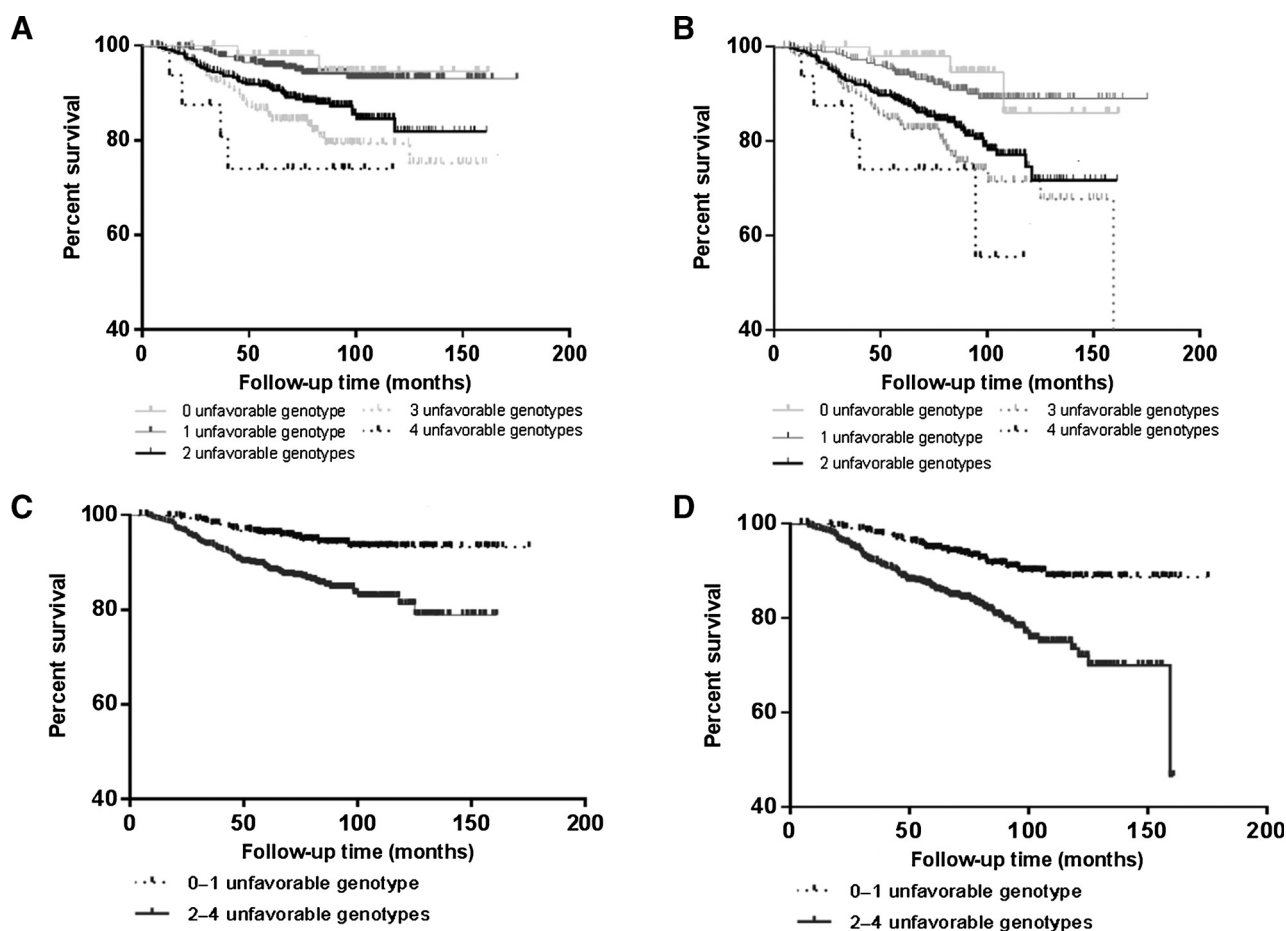 A
100
80
60
40
Percent survival
0 50 100 150 200
Follow-up time (months)
0 unfavorable genotype 3 unfavorable genotypes
1 unfavorable genotype 4 unfavorable genotypes
2 unfavorable genotypes
B
100
80
60
40
Percent survival
0 50 100 150 200
Follow-up time (months)
0 unfavorable genotype 3 unfavorable genotypes
1 unfavorable genotype 4 unfavorable genotypes
2 unfavorable genotypes
C
100
80
60
40
Percent survival
0 50 100 150 200
Follow-up time (months)
0–1 unfavorable genotype
2–4 unfavorable genotypes
D
100
80
60
40
Percent survival
0 50 100 150 200
Follow-up time (months)
0–1 unfavorable genotype
2–4 unfavorable genotypes